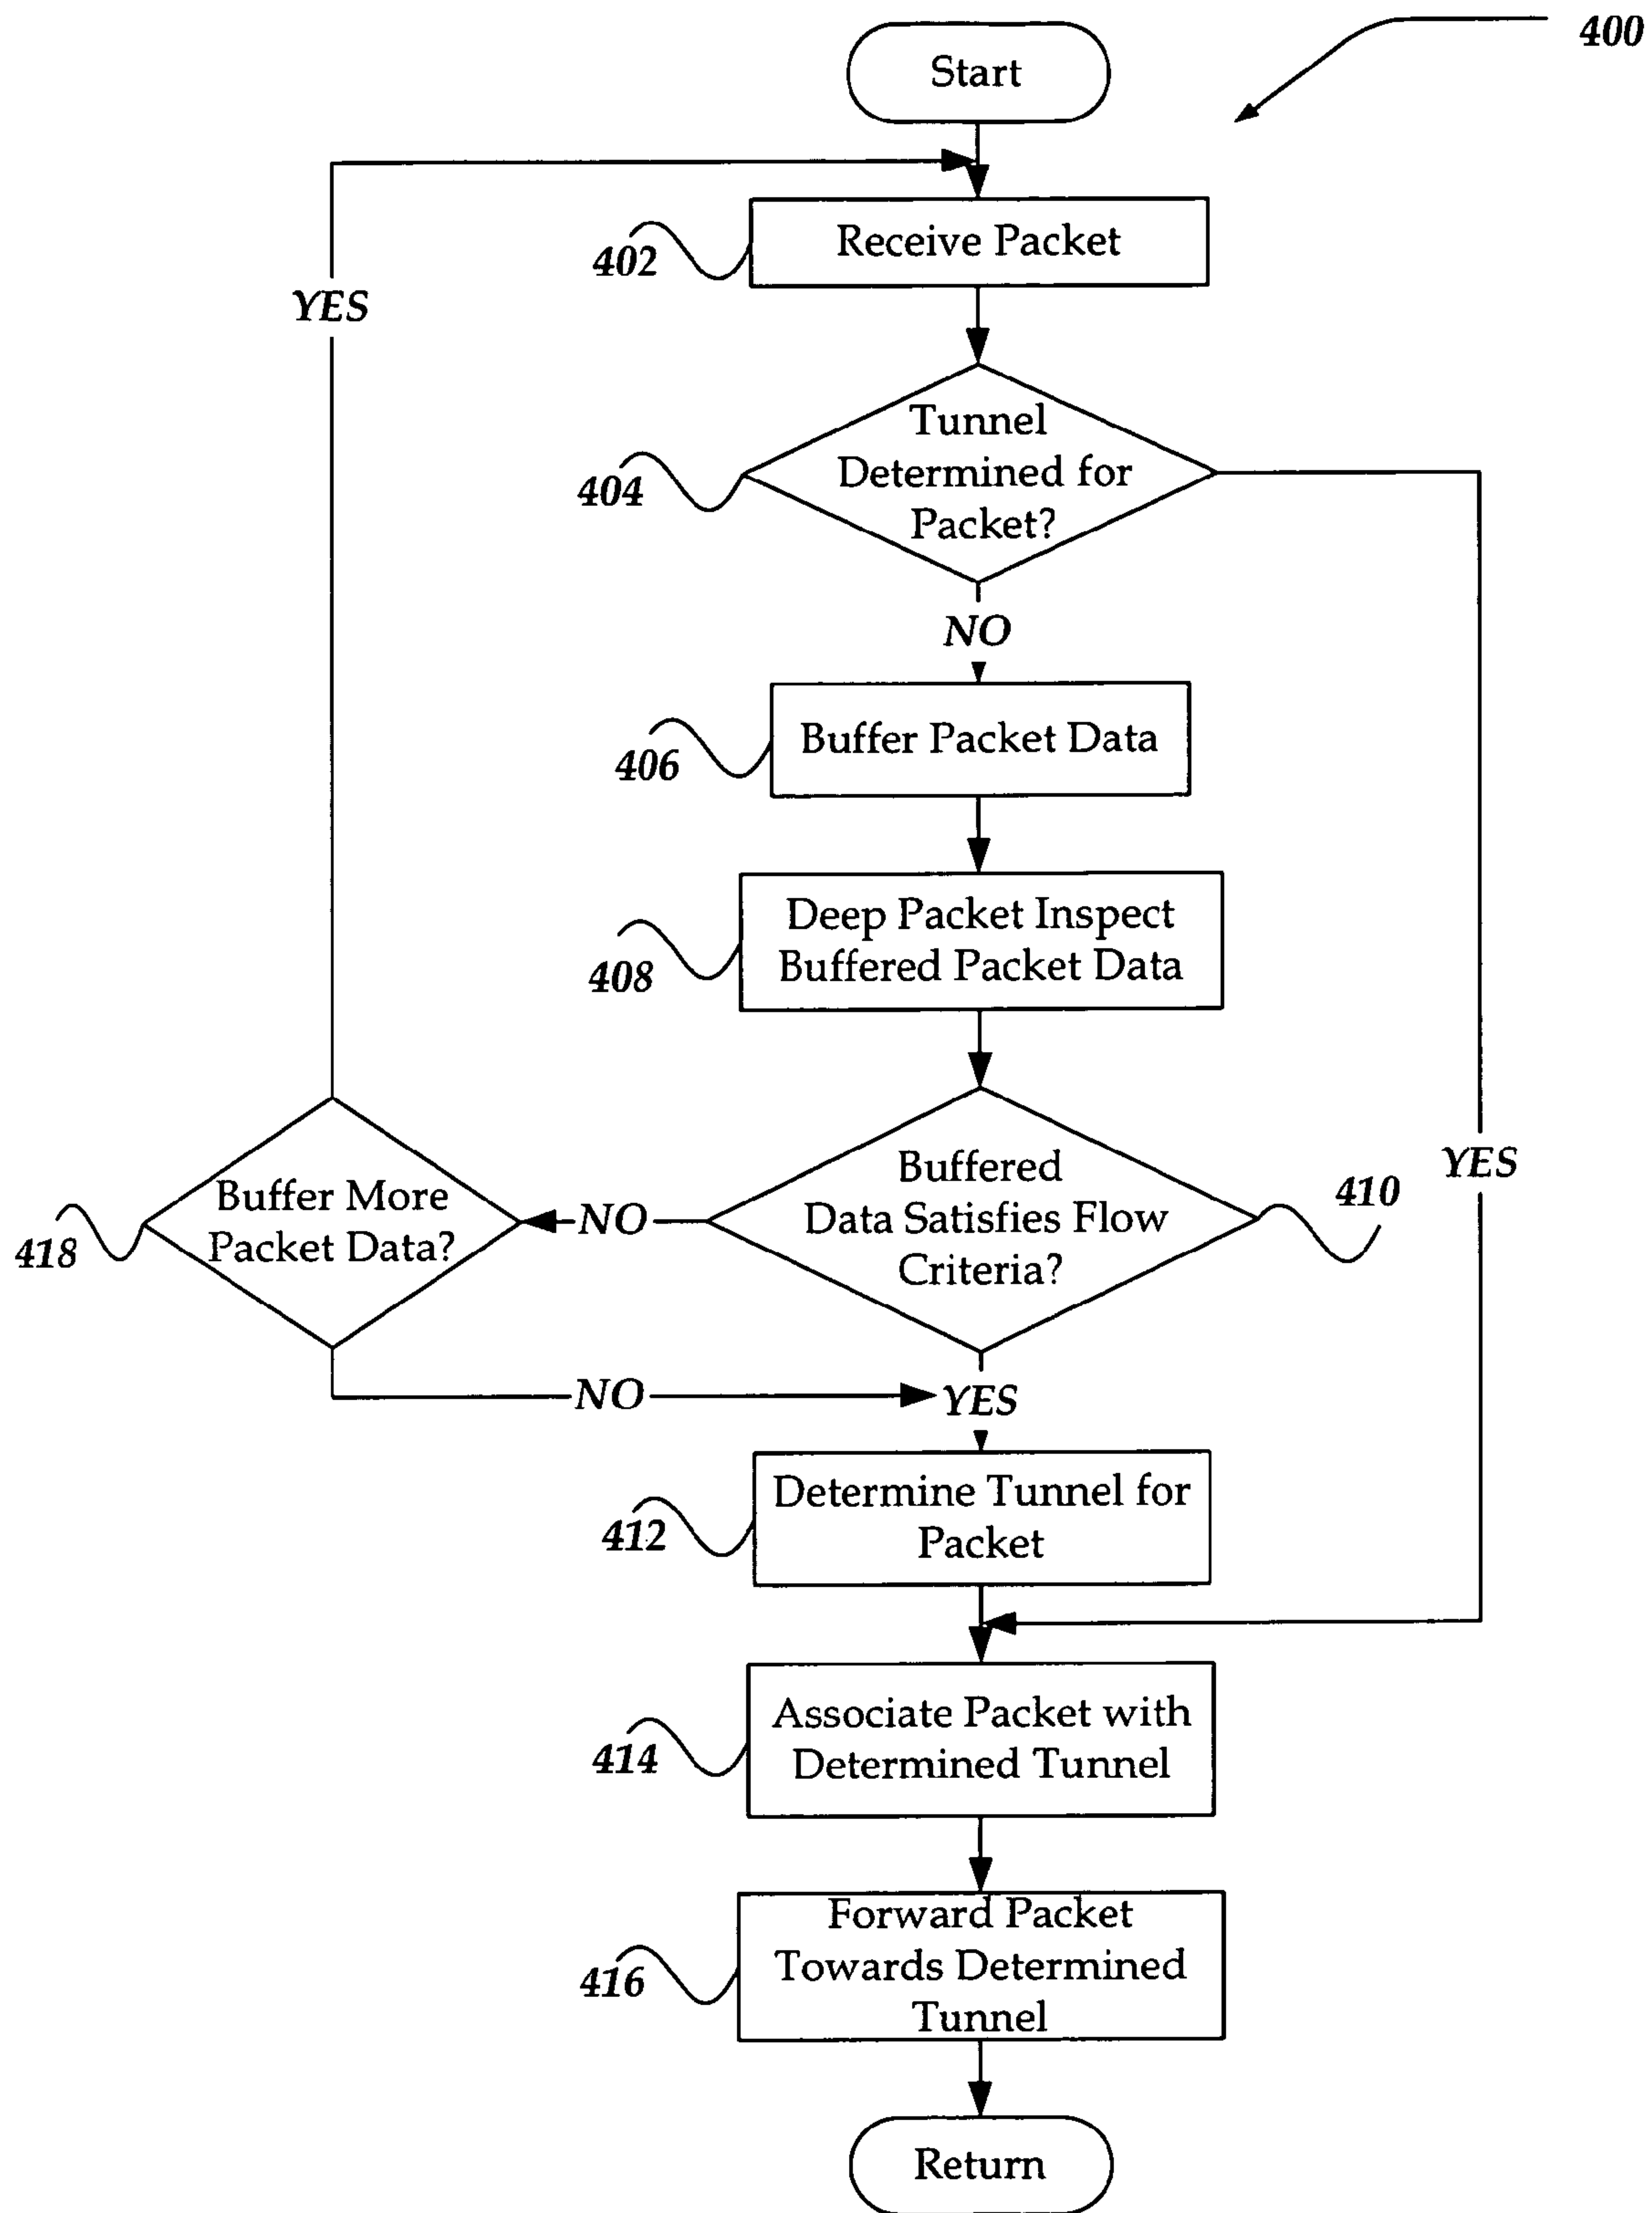 400
Start
402
Receive Packet
YES
404
Tunnel
Determined for
Packet?
NO
406
Buffer Packet Data
408
Deep Packet Inspect
Buffered Packet Data
YES
410
Buffered
Data Satisfies Flow
Criteria?
NO
418
Buffer More
Packet Data?
NO
YES
412
Determine Tunnel for
Packet
414
Associate Packet with
Determined Tunnel
416
Forward Packet
Towards Determined
Tunnel
Return